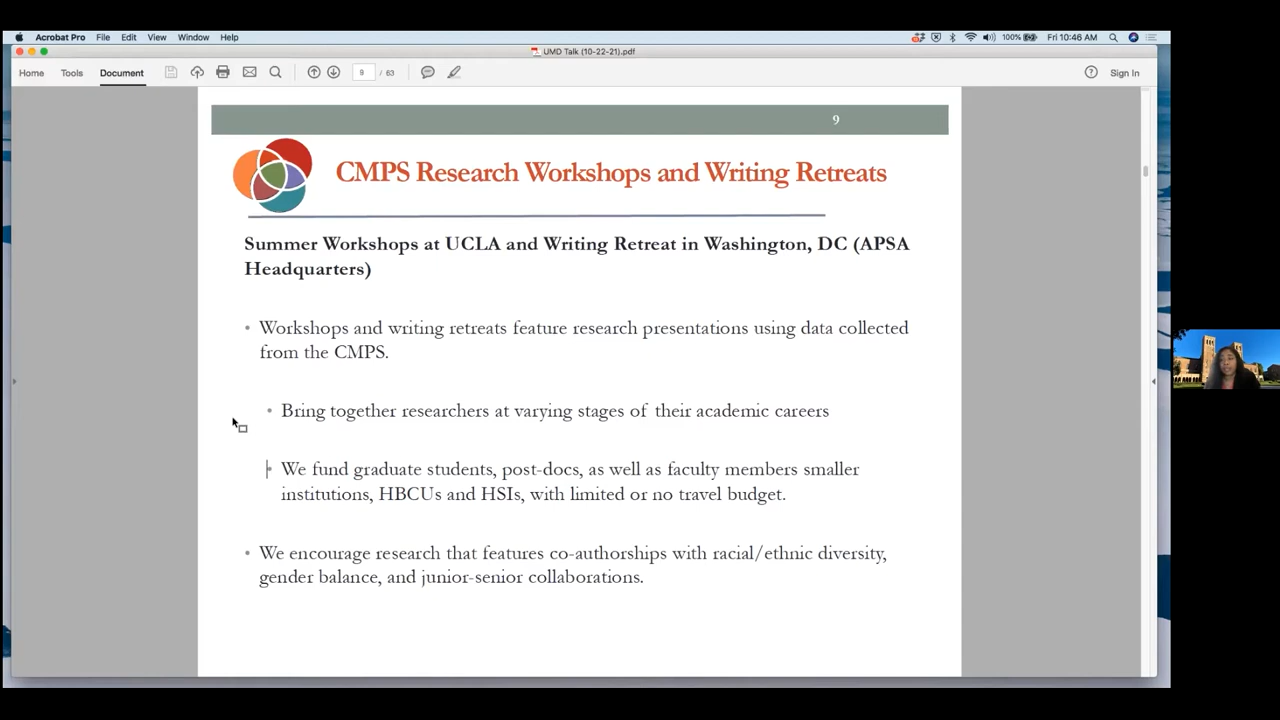 Acrobat Pro File Edit View Window Help 100% Fri 10:46 AM
UMD Talk (10-22-21).pdf
Home Tools Document 9 / 63 Sign In
9
CMPS Research Workshops and Writing Retreats
Summer Workshops at UCLA and Writing Retreat in Washington, DC (APSA
Headquarters)
• Workshops and writing retreats feature research presentations using data collected
from the CMPS.
• Bring together researchers at varying stages of their academic careers
• We fund graduate students, post-docs, as well as faculty members smaller
institutions, HBCUs and HSIs, with limited or no travel budget.
• We encourage research that features co-authorships with racial/ethnic diversity,
gender balance, and junior-senior collaborations.